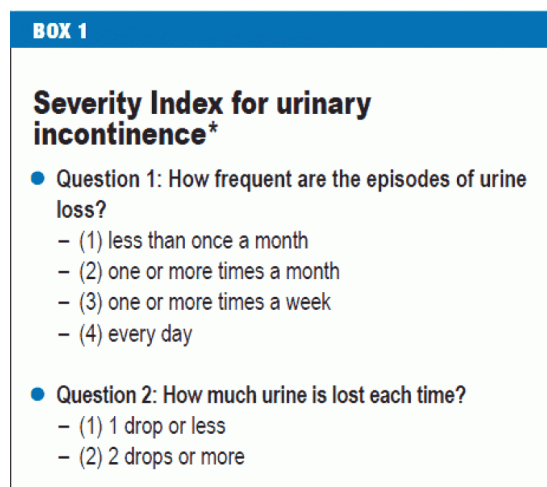 BOX 1
Severity Index for urinary
incontinence*
● Question 1: How frequent are the episodes of urine
loss?
– (1) less than once a month
– (2) one or more times a month
– (3) one or more times a week
– (4) every day
● Question 2: How much urine is lost each time?
– (1) 1 drop or less
– (2) 2 drops or more